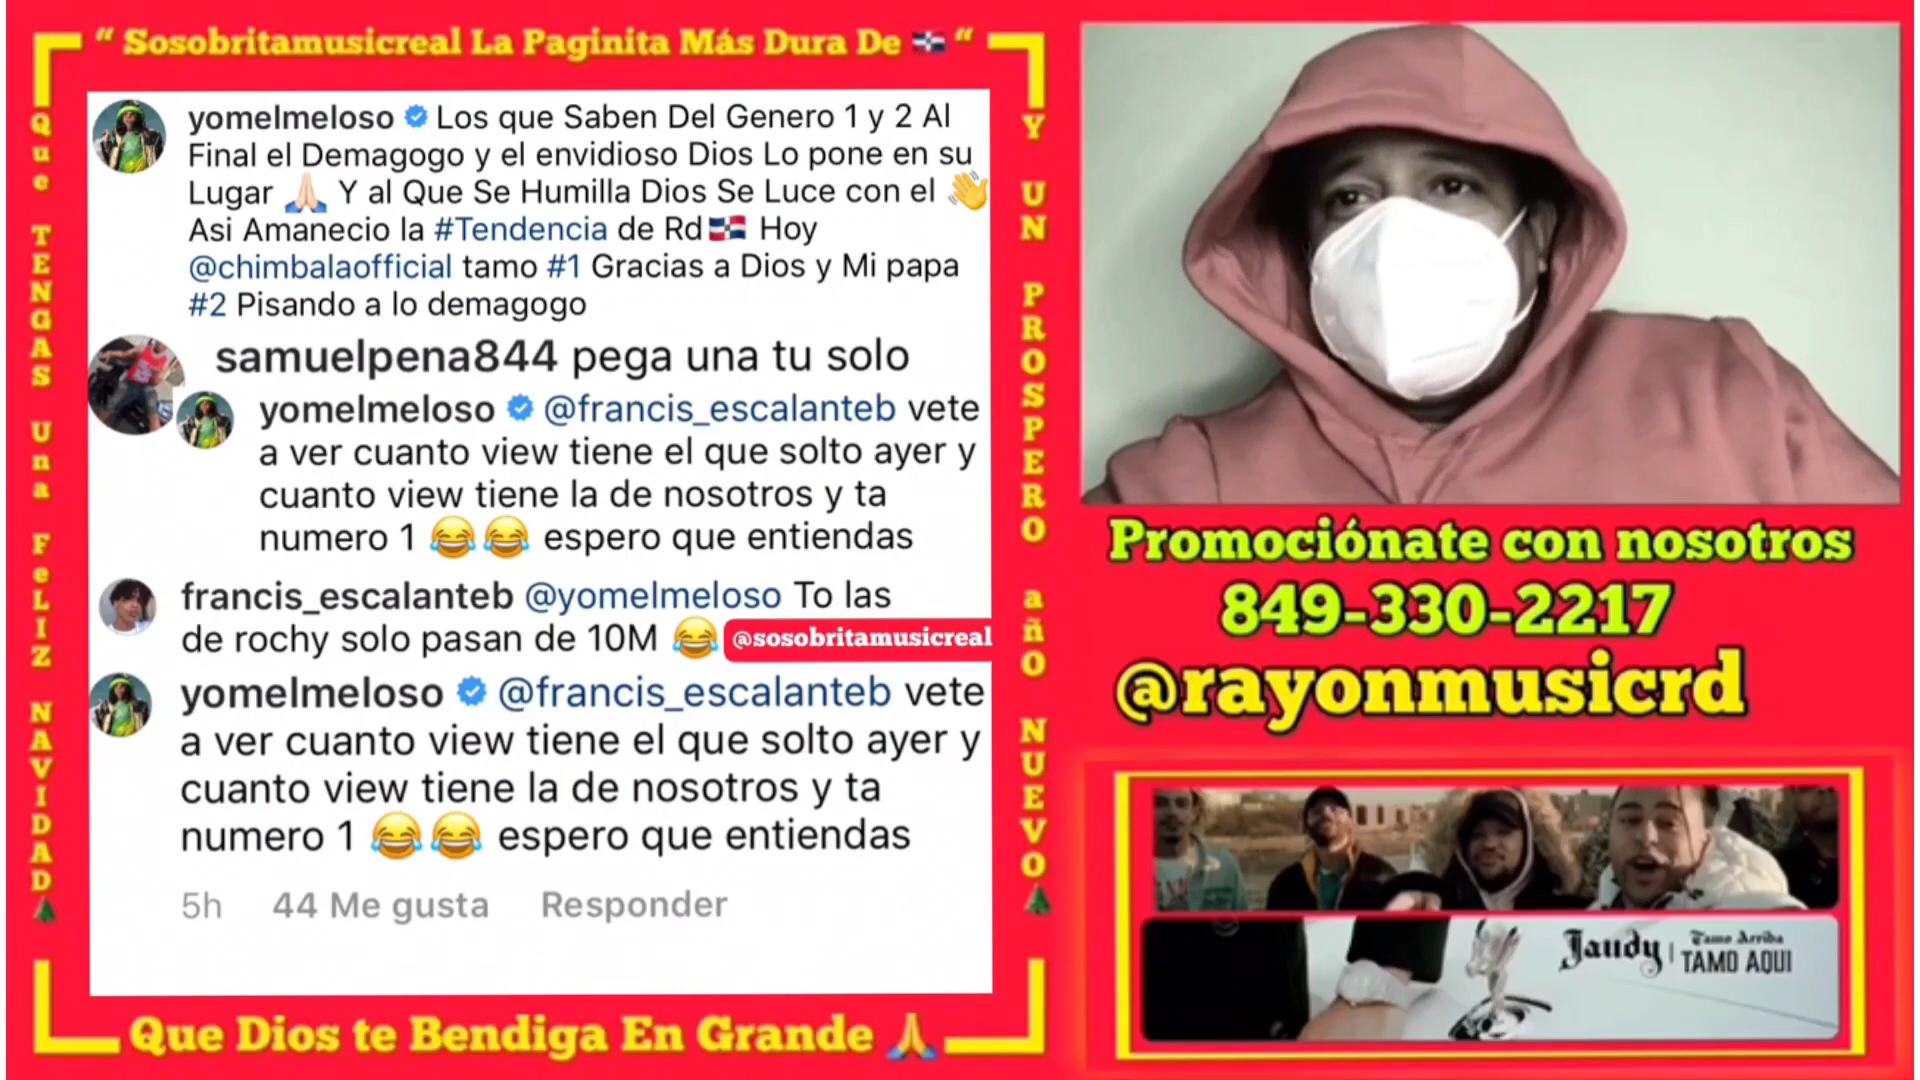 “ Sosobritamusicreal La Paginita Más Dura De 🇩🇴 “
Que TENGAS Una FeLIZ NAVIDAD🎄
yomelmeloso Los que Saben Del Genero 1 y 2 Al
Final el Demagogo y el envidioso Dios Lo pone en su
Lugar 🙏🏻 Y al Que Se Humilla Dios Se Luce con el 👋
Asi Amanecio la #Tendencia de Rd🇩🇴 Hoy
@chimbalaofficial tamo #1 Gracias a Dios y Mi papa
#2 Pisando a lo demagogo
samuelpena844 pega una tu solo
yomelmeloso @francis_escalanteb vete
a ver cuanto view tiene el que solto ayer y
cuanto view tiene la de nosotros y ta
numero 1 😂😂 espero que entiendas
francis_escalanteb @yomelmeloso To las
de rochy solo pasan de 10M 😂
@sosobritamusicreal
yomelmeloso @francis_escalanteb vete
a ver cuanto view tiene el que solto ayer y
cuanto view tiene la de nosotros y ta
numero 1 😂😂 espero que entiendas
5h 44 Me gusta Responder
Y UN PROSPERO año NUEVO🎄
Que Dios te Bendiga En Grande 🙏
Promociónate con nosotros
849-330-2217
@rayonmusicrd
Jaudy | Tamo Arriba
TAMO AQUI